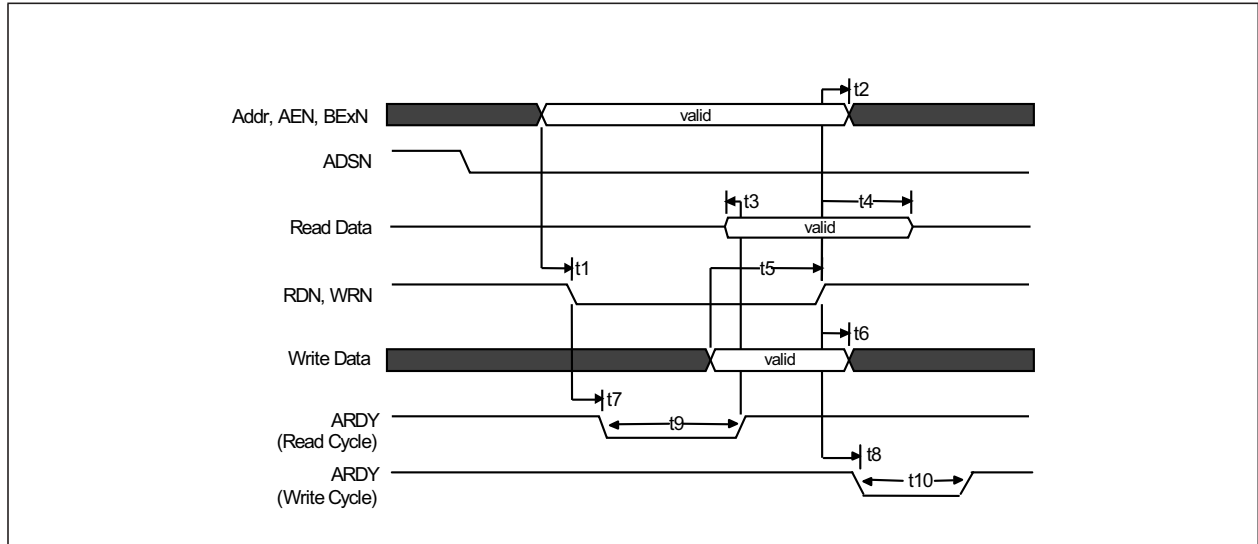 t2
Addr, AEN, BExN valid
ADSN
t3 t4
Read Data valid
t1 t5
RDN, WRN
t6
Write Data valid
t7
ARDY t9
(Read Cycle)
t8
ARDY t10
(Write Cycle)